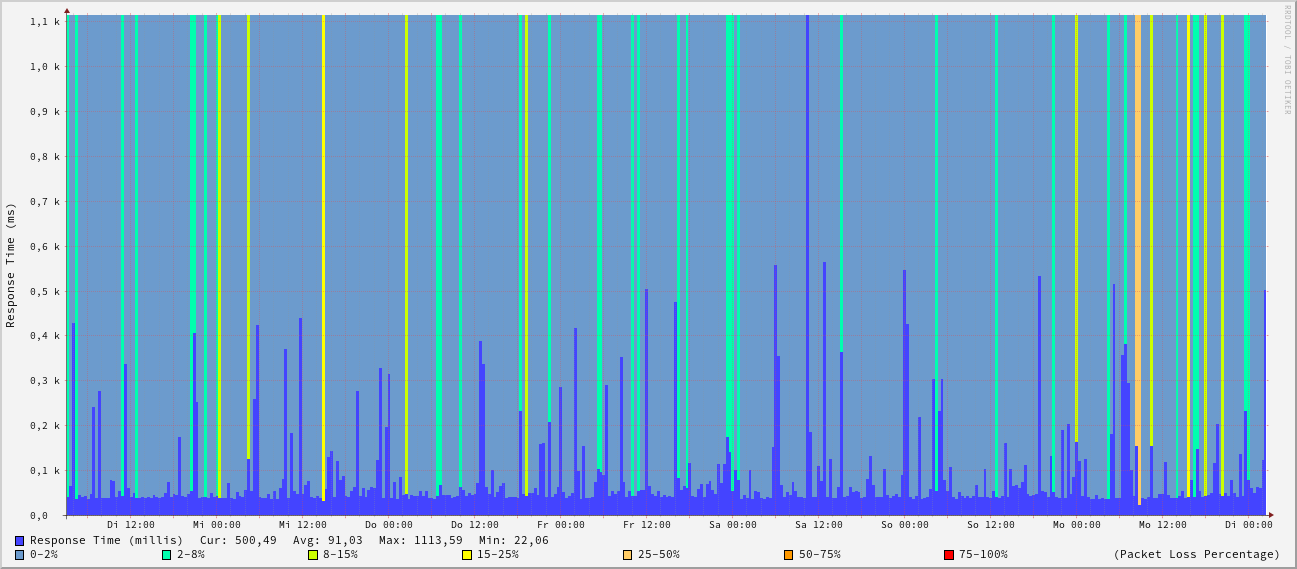 1,1 k
1,0 k
0,9 k
0,8 k
0,7 k
0,6 k
0,5 k
0,4 k
0,3 k
0,2 k
0,1 k
0,0
Response Time (ms)
RRDTOOL / TOBI OETIKER
Di 12:00 Mi 00:00 Mi 12:00 Do 00:00 Do 12:00 Fr 00:00 Fr 12:00 Sa 00:00 Sa 12:00 So 00:00 So 12:00 Mo 00:00 Mo 12:00 Di 00:00
Response Time (millis) Cur: 500,49 Avg: 91,03 Max: 1113,59 Min: 22,06
0-2% 2-8% 8-15% 15-25% 25-50% 50-75% 75-100% (Packet Loss Percentage)